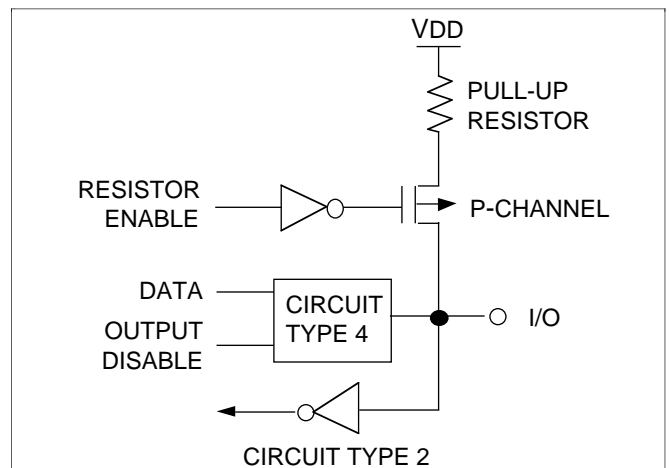 VDD
PULL-UP
RESISTOR
RESISTOR
ENABLE
P-CHANNEL
DATA
OUTPUT
DISABLE
CIRCUIT
TYPE 4
I/O
CIRCUIT TYPE 2